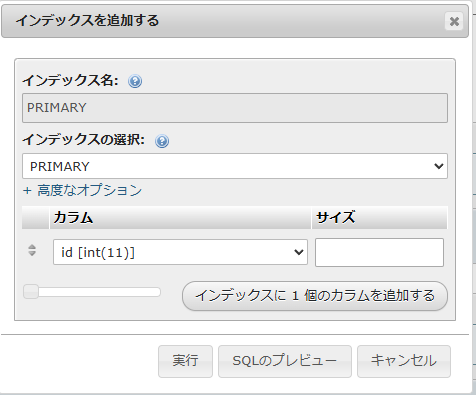 インデックスを追加する
インデックス名:
PRIMARY
インデックスの選択:
PRIMARY
+ 高度なオプション
カラム サイズ
id [int(11)]
インデックスに 1 個のカラムを追加する
実行 SQLのプレビュー キャンセル